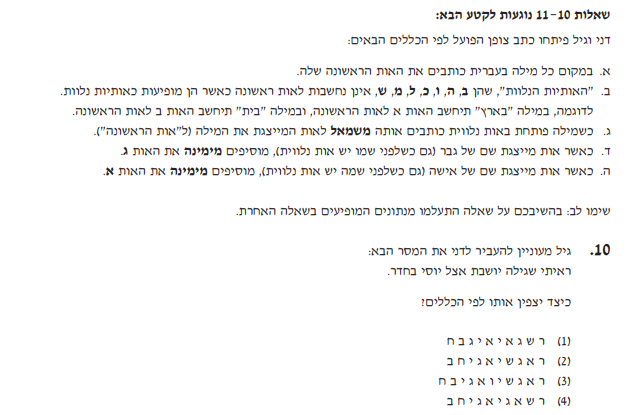 שאלות 10–11 נוגעות לקטע הבא:
דני וגיל פיתחו כתב צופן הפועל לפי הכללים הבאים:
א. במקום כל מילה בעברית כותבים את האות הראשונה שלה.
ב. "האותיות הנלוות", שהן ב, ה, ו, כ, ל, מ, ש, אינן נחשבות לאות ראשונה כאשר הן מופיעות כאותיות נלוות.
לדוגמה, במילה "בארץ" תיחשב האות א לאות הראשונה, ובמילה "בית" תיחשב האות ב לאות הראשונה.
ג. כשמילה פותחת באות נלווית כותבים אותה משמאל לאות המייצגת את המילה (ל"אות הראשונה").
ד. כאשר אות מייצגת שם של גבר (גם כשלפני שמו יש אות נלווית), מוסיפים מימינה את האות ג.
ה. כאשר אות מייצגת שם של אישה (גם כשלפני שמה יש אות נלווית), מוסיפים מימינה את האות א.
שימו לב: בהשיבכם על שאלה התעלמו מנתונים המופיעים בשאלה האחרת.
10. גיל מעוניין להעביר לדני את המסר הבא:
ראיתי שגילה יושבת אצל יוסי בחדר.
כיצד יצפין אותו לפי הכללים?
(1) ר ש ג א י א י ג ב ח
(2) ר א ג ש י א ג י ח ב
(3) ר א ג ש י ו א ג י ב ח
(4) ר ש א ג י א ג י ח ב